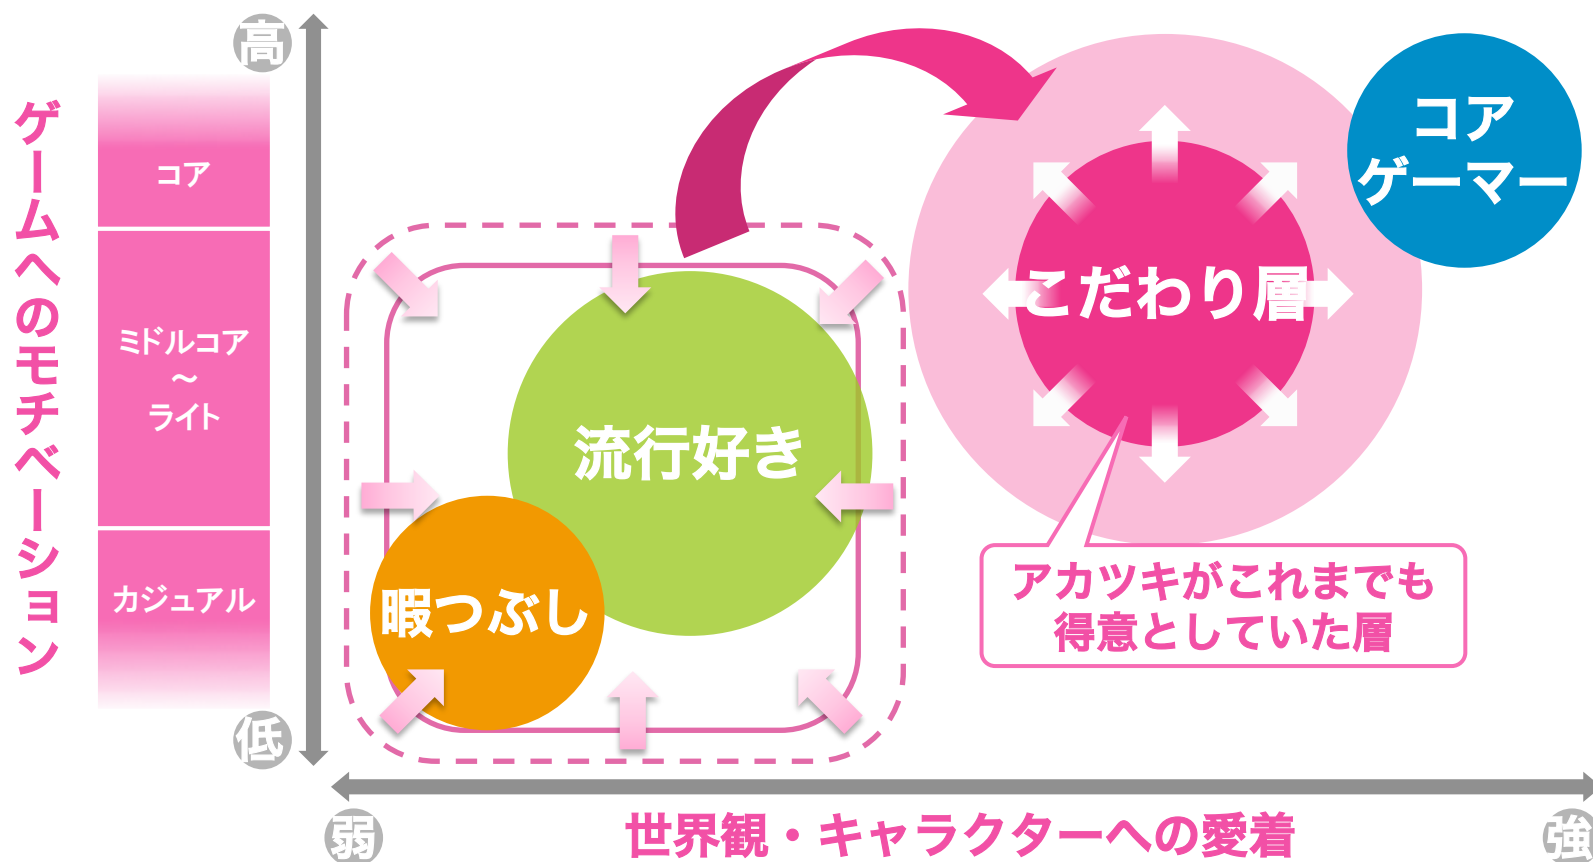 高
コア
ゲーマー
ゲームへのモチベーション
コア
ミドルコア
～
ライト
カジュアル
こだわり層
流行好き
暇つぶし
アカツキがこれまでも
得意としていた層
低
弱
世界観・キャラクターへの愛着
強